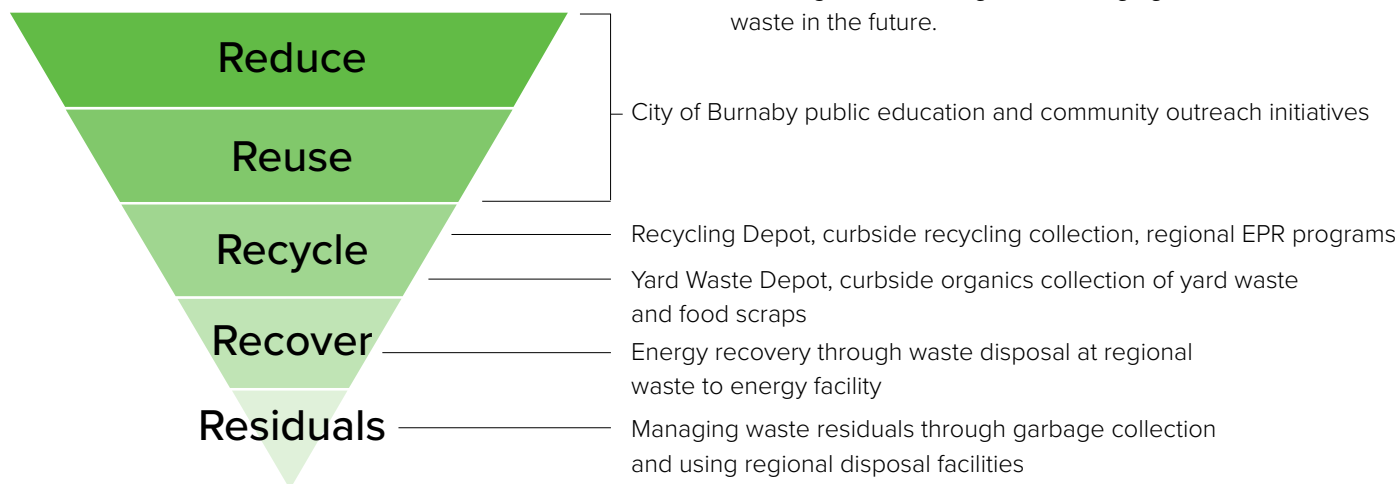 waste in the future.
Reduce
Reuse
City of Burnaby public education and community outreach initiatives
Recycle
Recycling Depot, curbside recycling collection, regional EPR programs
Yard Waste Depot, curbside organics collection of yard waste
and food scraps
Recover
Energy recovery through waste disposal at regional
waste to energy facility
Residuals
Managing waste residuals through garbage collection
and using regional disposal facilities